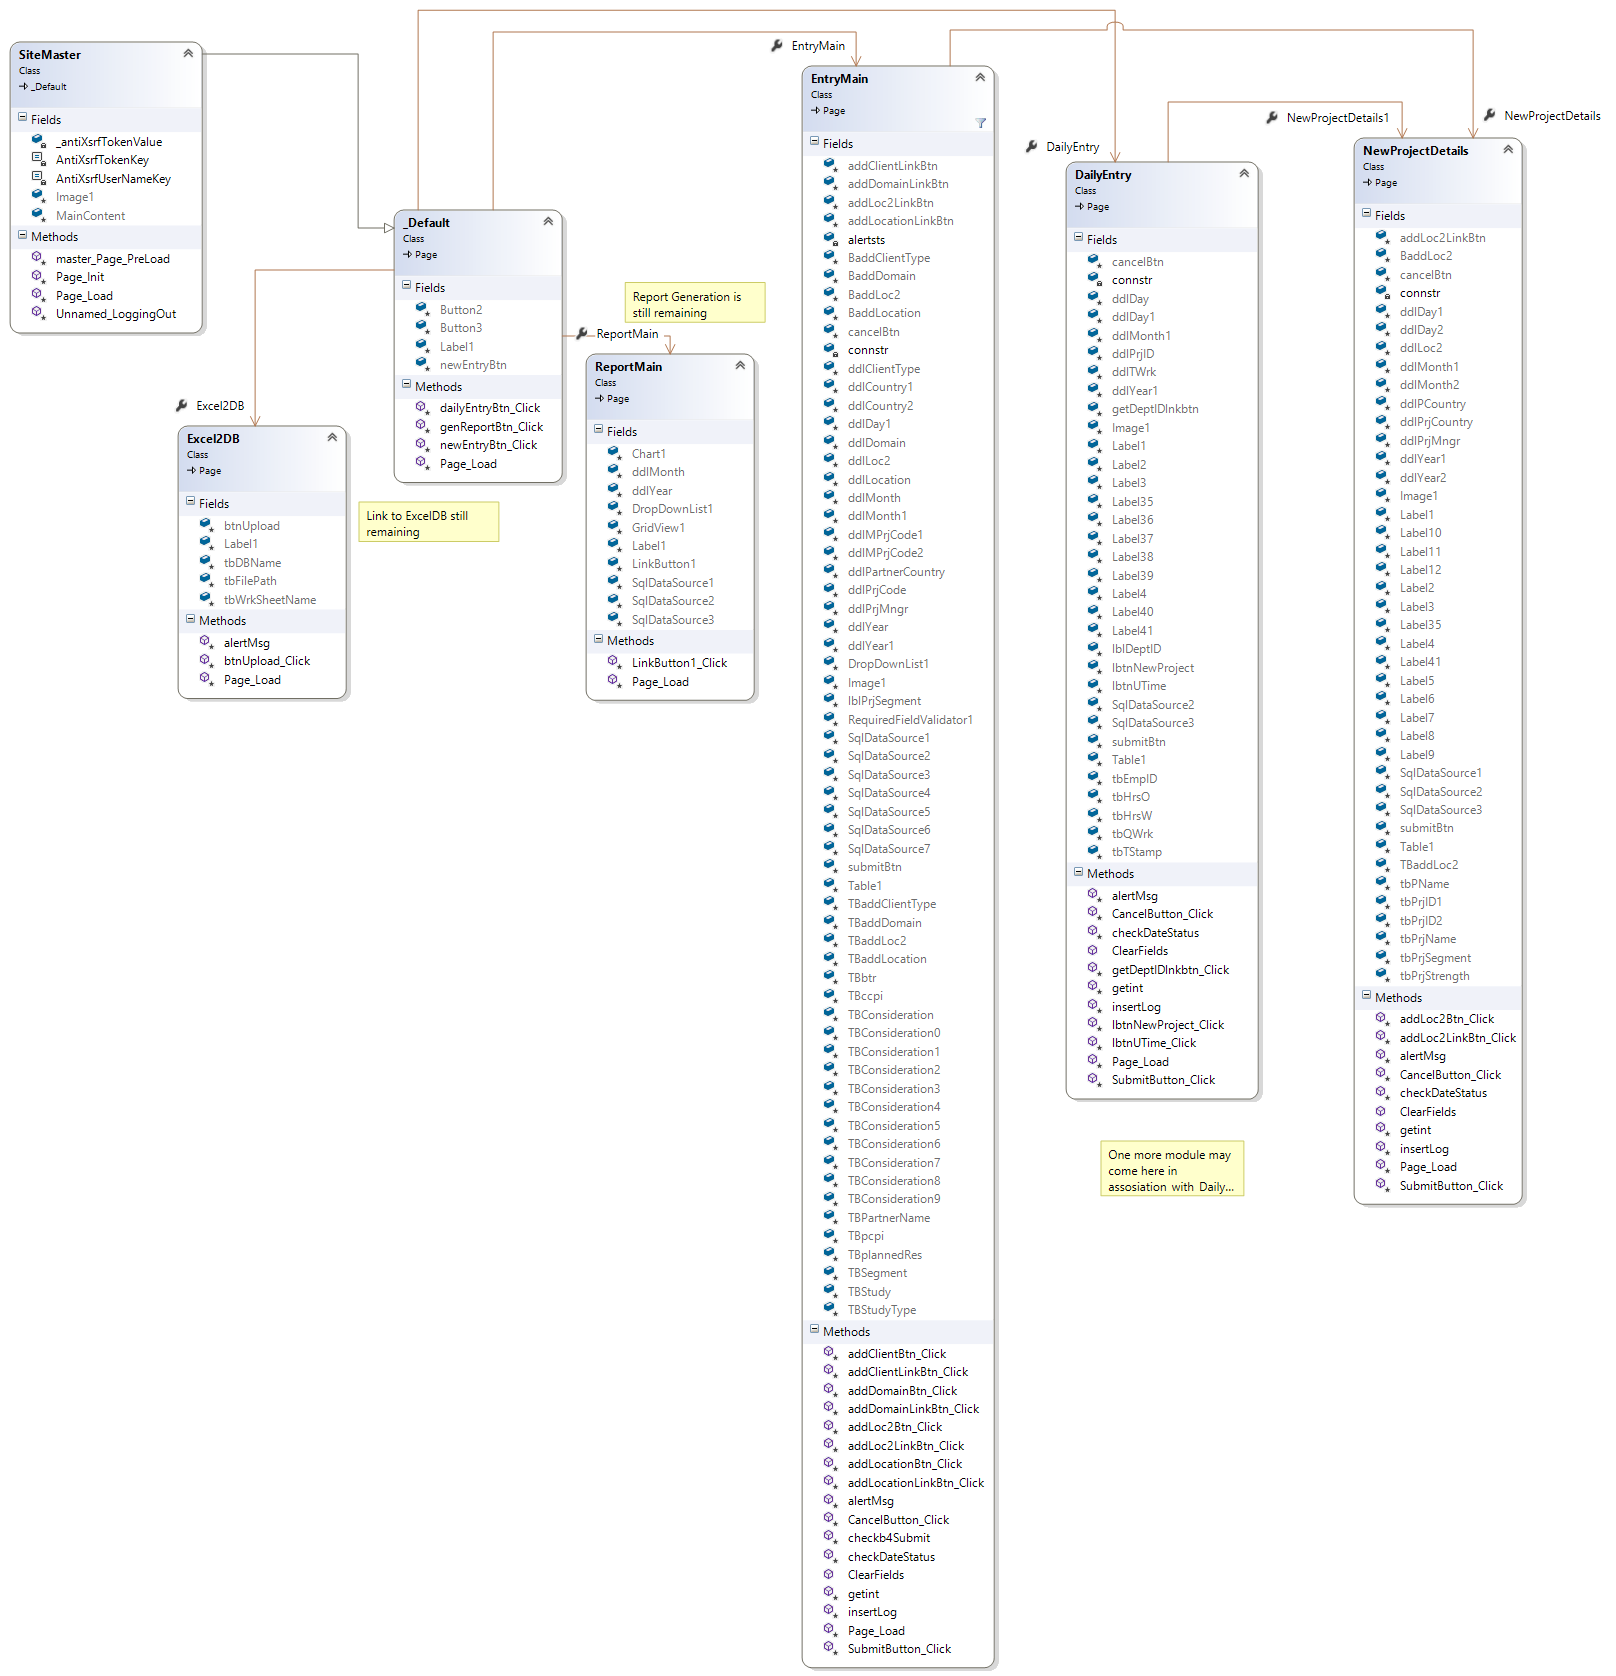 SiteMaster
Class
_Default
Fields
_antiXsrfTokenValue
AntiXsrfTokenKey
AntiXsrfUserNameKey
Image1
MainContent
Methods
master_Page_PreLoad
Page_Init
Page_Load
Unnamed_LoggingOut
_Default
Class
Page
Fields
Button2
Button3
Label1
newEntryBtn
Methods
dailyEntryBtn_Click
genReportBtn_Click
newEntryBtn_Click
Page_Load
Excel2DB
Excel2DB
Class
Page
Fields
btnUpload
Label1
tbDBName
tbFilePath
tbWrkSheetName
Methods
alertMsg
btnUpload_Click
Page_Load
Link to ExcelDB still
remaining
Report Generation is
still remaining
ReportMain
ReportMain
Class
Page
Fields
Chart1
ddlMonth
ddlYear
DropDownList1
GridView1
Label1
LinkButton1
SqlDataSource1
SqlDataSource2
SqlDataSource3
Methods
LinkButton1_Click
Page_Load
EntryMain
EntryMain
Class
Page
Fields
addClientLinkBtn
addDomainLinkBtn
addLoc2LinkBtn
addLocationLinkBtn
alertsts
BaddClientType
BaddDomain
BaddLoc2
BaddLocation
cancelBtn
connstr
ddlClientType
ddlCountry1
ddlCountry2
ddlDay1
ddlDomain
ddlLoc2
ddlLocation
ddlMonth
ddlMonth1
ddlMPrjCode1
ddlMPrjCode2
ddlPartnerCountry
ddlPrjCode
ddlPrjMngr
ddlYear
ddlYear1
DropDownList1
Image1
lblPrjSegment
RequiredFieldValidator1
SqlDataSource1
SqlDataSource2
SqlDataSource3
SqlDataSource4
SqlDataSource5
SqlDataSource6
SqlDataSource7
submitBtn
Table1
TBaddClientType
TBaddDomain
TBaddLoc2
TBaddLocation
TBbtr
TBccpi
TBConsideration
TBConsideration0
TBConsideration1
TBConsideration2
TBConsideration3
TBConsideration4
TBConsideration5
TBConsideration6
TBConsideration7
TBConsideration8
TBConsideration9
TBPartnerName
TBpcpi
TBplannedRes
TBSegment
TBStudy
TBStudyType
Methods
addClientBtn_Click
addClientLinkBtn_Click
addDomainBtn_Click
addDomainLinkBtn_Click
addLoc2Btn_Click
addLoc2LinkBtn_Click
addLocationBtn_Click
addLocationLinkBtn_Click
alertMsg
CancelButton_Click
checkb4Submit
checkDateStatus
ClearFields
getint
insertLog
Page_Load
SubmitButton_Click
DailyEntry
DailyEntry
Class
Page
Fields
cancelBtn
connstr
ddlDay
ddlDay1
ddlMonth1
ddlPrjID
ddlTWrk
ddlYear1
getDeptIDlnkbtn
Image1
Label1
Label2
Label3
Label35
Label36
Label37
Label38
Label39
Label4
Label40
Label41
lblDeptID
lbtnNewProject
lbtnUTime
SqlDataSource2
SqlDataSource3
submitBtn
Table1
tbEmpID
tbHrsO
tbHrsW
tbQWrk
tbTStamp
Methods
alertMsg
CancelButton_Click
checkDateStatus
ClearFields
getDeptIDlnkbtn_Click
getint
insertLog
lbtnNewProject_Click
lbtnUTime_Click
Page_Load
SubmitButton_Click
One more module may
come here in
assosiation with Daily...
NewProjectDetails1
NewProjectDetails
NewProjectDetails
Class
Page
Fields
addLoc2LinkBtn
BaddLoc2
cancelBtn
connstr
ddlDay1
ddlDay2
ddlLoc2
ddlMonth1
ddlMonth2
ddlPCountry
ddlPrjCountry
ddlPrjMngr
ddlYear1
ddlYear2
Image1
Label1
Label10
Label11
Label12
Label2
Label3
Label35
Label4
Label41
Label5
Label6
Label7
Label8
Label9
SqlDataSource1
SqlDataSource2
SqlDataSource3
submitBtn
Table1
TBaddLoc2
tbPName
tbPrjID1
tbPrjID2
tbPrjName
tbPrjSegment
tbPrjStrength
Methods
addLoc2Btn_Click
addLoc2LinkBtn_Click
alertMsg
CancelButton_Click
checkDateStatus
ClearFields
getint
insertLog
Page_Load
SubmitButton_Click